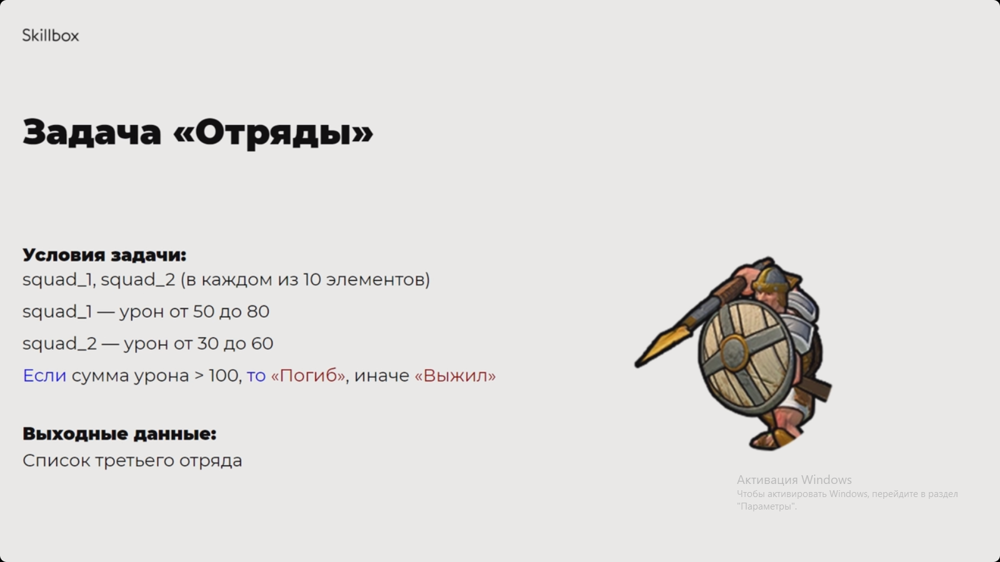 Skillbox
Задача «Отряды»
Условия задачи:
squad_1, squad_2 (в каждом из 10 элементов)
squad_1 — урон от 50 до 80
squad_2 — урон от 30 до 60
Если сумма урона > 100, то «Погиб», иначе «Выжил»
Выходные данные:
Список третьего отряда
Активация Windows
Чтобы активировать Windows, перейдите в раздел
"Параметры".